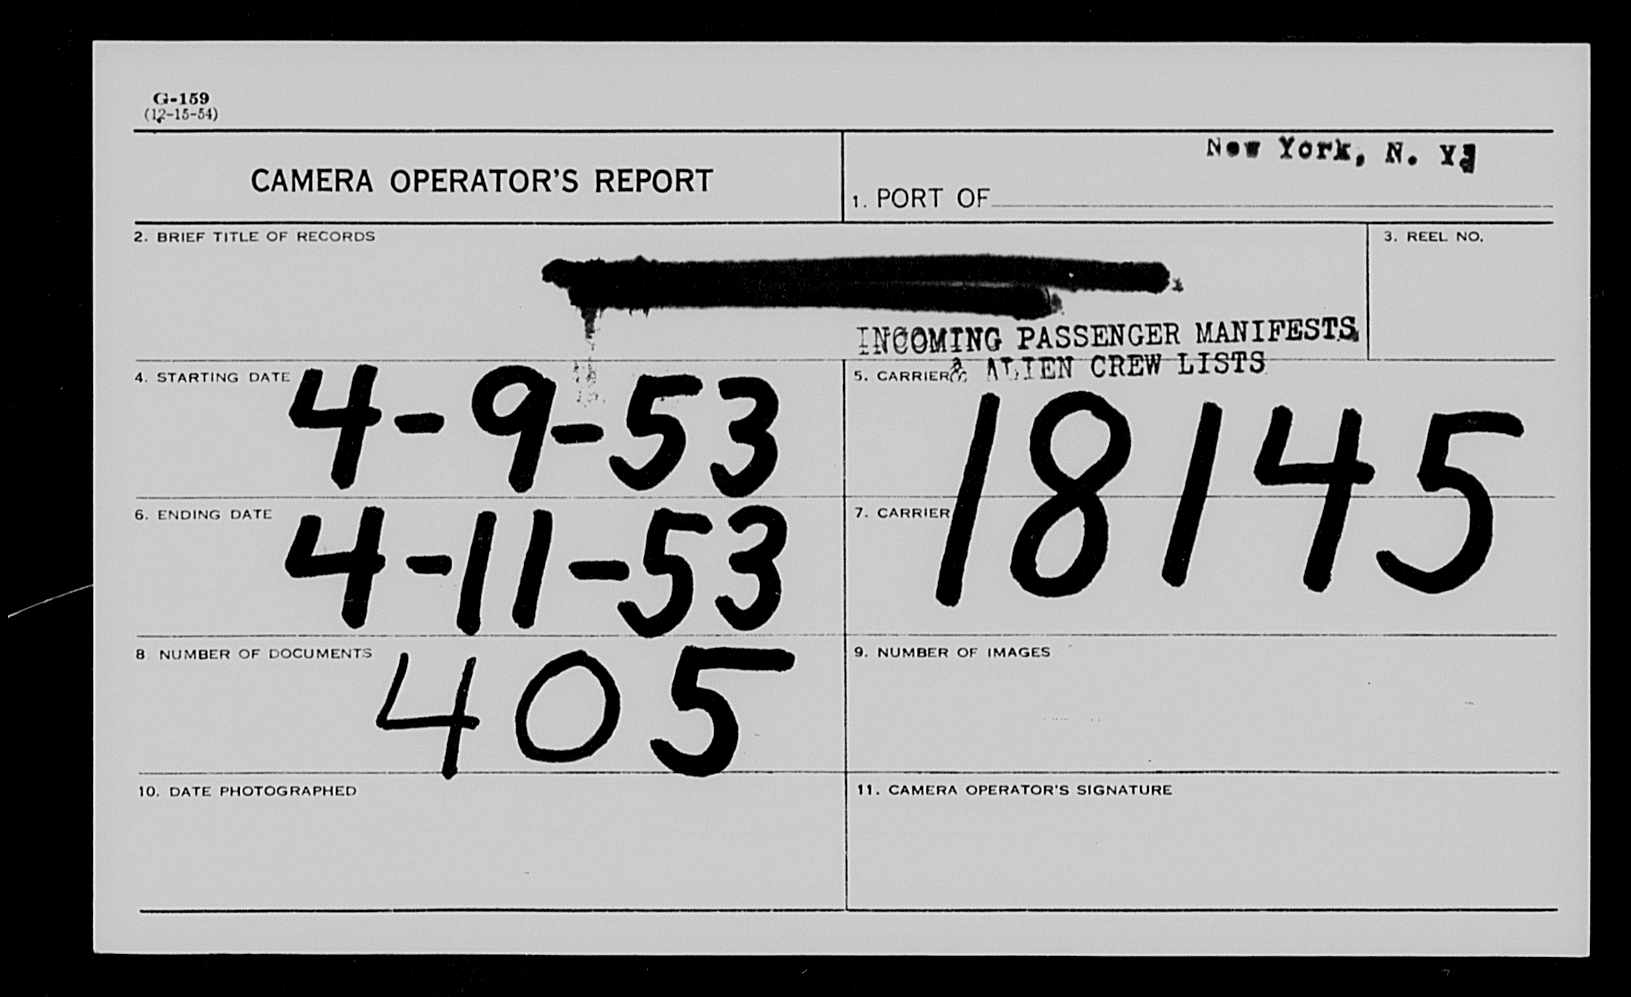 G-159
(12-15-54)
CAMERA OPERATOR'S REPORT
New York, N. Y.
1. PORT OF
2. BRIEF TITLE OF RECORDS
3. REEL NO.
INCOMING PASSENGER MANIFESTS
& ALIEN CREW LISTS
4. STARTING DATE
4-9-53
5. CARRIER
18145
6. ENDING DATE
4-11-53
7. CARRIER
8. NUMBER OF DOCUMENTS
405
9. NUMBER OF IMAGES
10. DATE PHOTOGRAPHED
11. CAMERA OPERATOR'S SIGNATURE